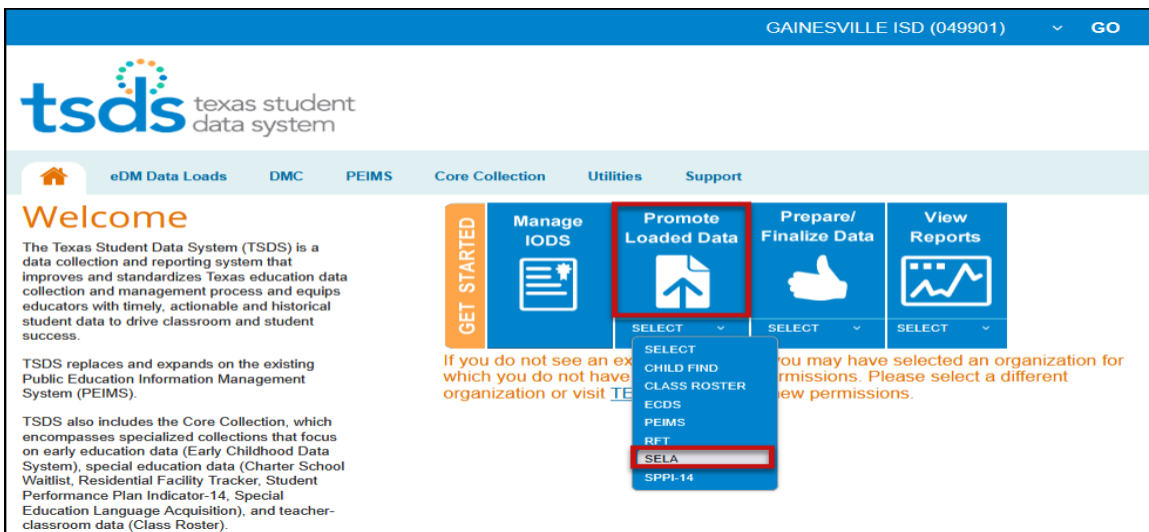 GAINESVILLE ISD (049901) GO
tsds texas student
data system
eDM Data Loads DMC PEIMS Core Collection Utilities Support
Welcome
The Texas Student Data System (TSDS) is a
data collection and reporting system that
improves and standardizes Texas education data
collection and management process and equips
educators with timely, actionable and historical
student data to drive classroom and student
success.
TSDS replaces and expands on the existing
Public Education Information Management
System (PEIMS).
TSDS also includes the Core Collection, which
encompasses specialized collections that focus
on early education data (Early Childhood Data
System), special education data (Charter School
Waitlist, Residential Facility Tracker, Student
Performance Plan Indicator-14, Special
Education Language Acquisition), and teacher-
classroom data (Class Roster).
GET STARTED
Manage
IODS
Promote
Loaded Data
SELECT
Prepare/
Finalize Data
SELECT
View
Reports
SELECT
SELECT
CHILD FIND
CLASS ROSTER
ECDS
PEIMS
RFT
SELA
SPPI-14
If you do not see an you may have selected an organization for
which you do not have Please select a different
organization or visit new permissions.